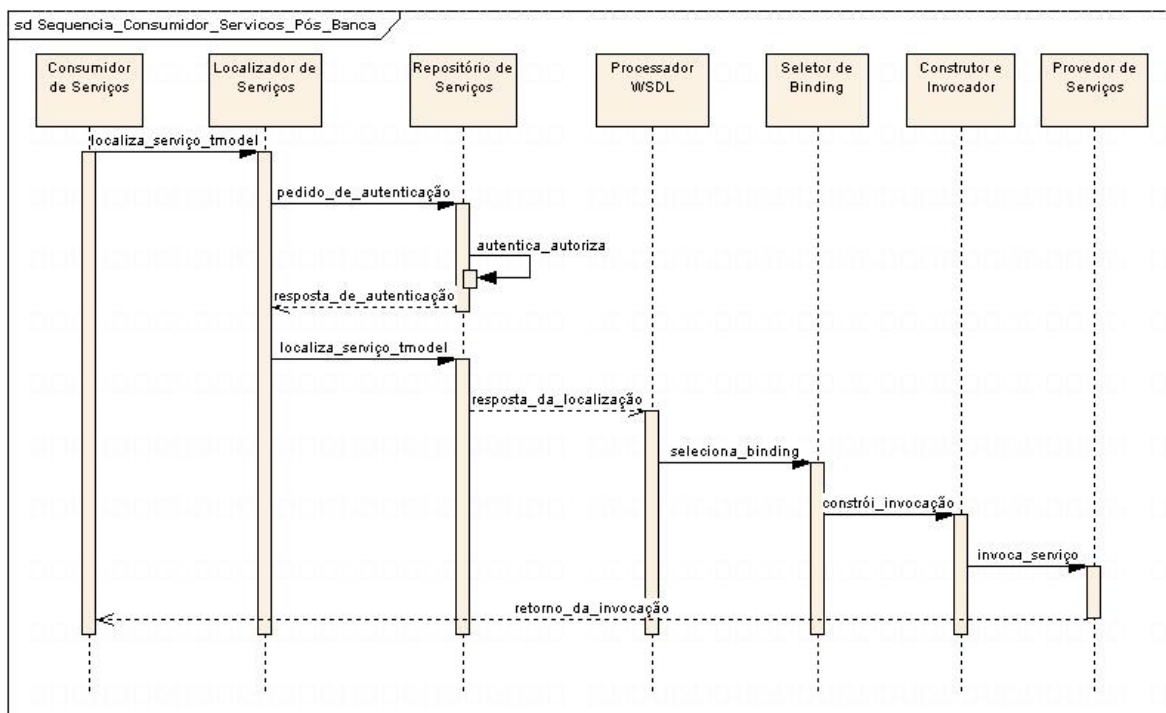 sd Sequencia_Consumidor_Servicos_Pós_Banca
Consumidor
de Serviços
Localizador de
Serviços
Repositório de
Serviços
Processador
WSDL
Seletor de
Binding
Construtor e
Invocador
Provedor de
Serviços
localiza_serviço_tmodel
pedido_de_autenticação
autentica_autoriza
resposta_de_autenticação
localiza_serviço_tmodel
resposta_da_localização
seleciona_binding
constrói_invocação
invoca_serviço
retorno_da_invocação